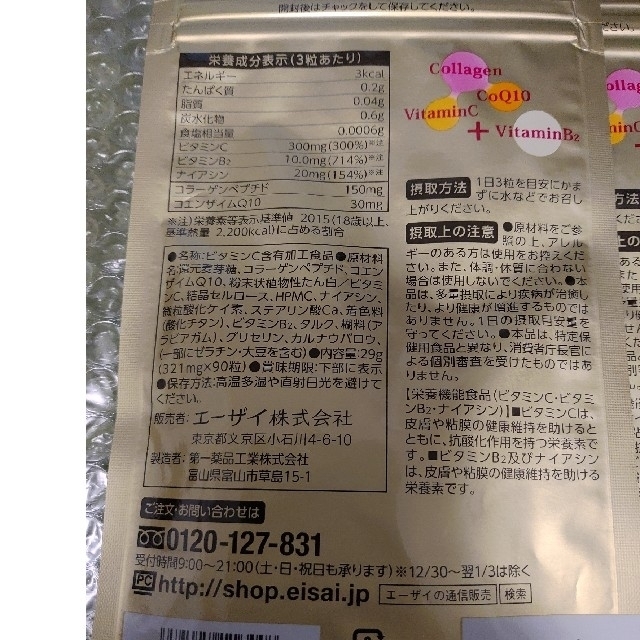 開封後はチャックをして保存してください。
栄養成分表示(3粒あたり)
エネルギー 3kcal
たんぱく質 0.2g
脂質 0.04g
炭水化物 0.6g
食塩相当量 0.0006g
ビタミンC 300mg(300%)※注
ビタミンB2 10.0mg(714%)※注
ナイアシン 20mg(154%)※注
コラーゲンペプチド 150mg
コエンザイムQ10 30mg
※注)栄養素等表示基準値 2015(18歳以上、
基準熱量 2,200kcal)に占める割合
●名称:ビタミンC含有加工食品●原材料
名:還元麦芽糖、コラーゲンペプチド、コエン
ザイムQ10、粉末状植物性たん白/ビタミ
ンC、結晶セルロース、HPMC、ナイアシン、
微粒酸化ケイ素、ステアリン酸Ca、着色料
(酸化チタン)、ビタミンB2、タルク、糊料(ア
ラビアガム)、グリセリン、カルナウバロウ、
(一部にゼラチン・大豆を含む)●内容量:29g
(321mg×90粒)●賞味期限:下部に表示
●保存方法:高温多湿や直射日光を避けて
ください。
販売者:エーザイ株式会社
東京都文京区小石川4-6-10
製造者:第一薬品工業株式会社
富山県富山市草島15-1
Collagen
CoQ10
VitaminC
+ VitaminB2
摂取方法 1日3粒を目安にかま
ずに水などでお召し
上がりください。
摂取上の注意 ●原材料をご参
照の上、アレルギ
ーのある方は使用をお控えくださ
い。また、体調・体質に合わない
場合は使用しないでください。●本
品は、多量摂取により疾病が治癒し
たり、より健康が増進するものでは
ありません。1日の摂取目安量を
守ってください。●本品は、特定保
健用食品と異なり、消費者庁長官に
よる個別審査を受けたものではあ
りません。
【栄養機能食品(ビタミンC・ビタミ
ンB2・ナイアシン)】■ビタミンCは、
皮膚や粘膜の健康維持を助けると
ともに、抗酸化作用を持つ栄養素で
す。■ビタミンB2及びナイアシン
は、皮膚や粘膜の健康維持を助ける
栄養素です。
ご注文・お問い合わせは
0120-127-831
受付時間9:00~21:00(土・日・祝日も承ります)※12/30~翌1/3は除く
PC http://shop.eisai.jp エーザイの通信販売 検索